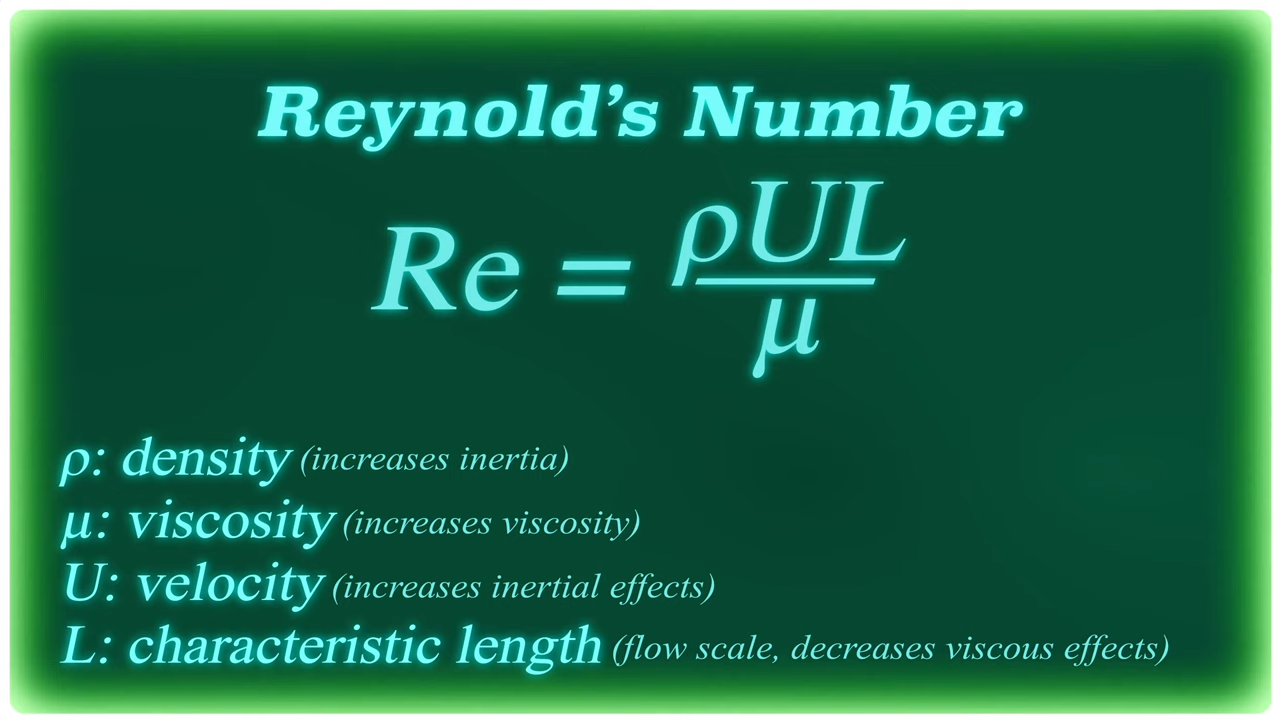 Reynold’s Number
Re = ρUL/μ
ρ: density (increases inertia)
μ: viscosity (increases viscosity)
U: velocity (increases inertial effects)
L: characteristic length (flow scale, decreases viscous effects)